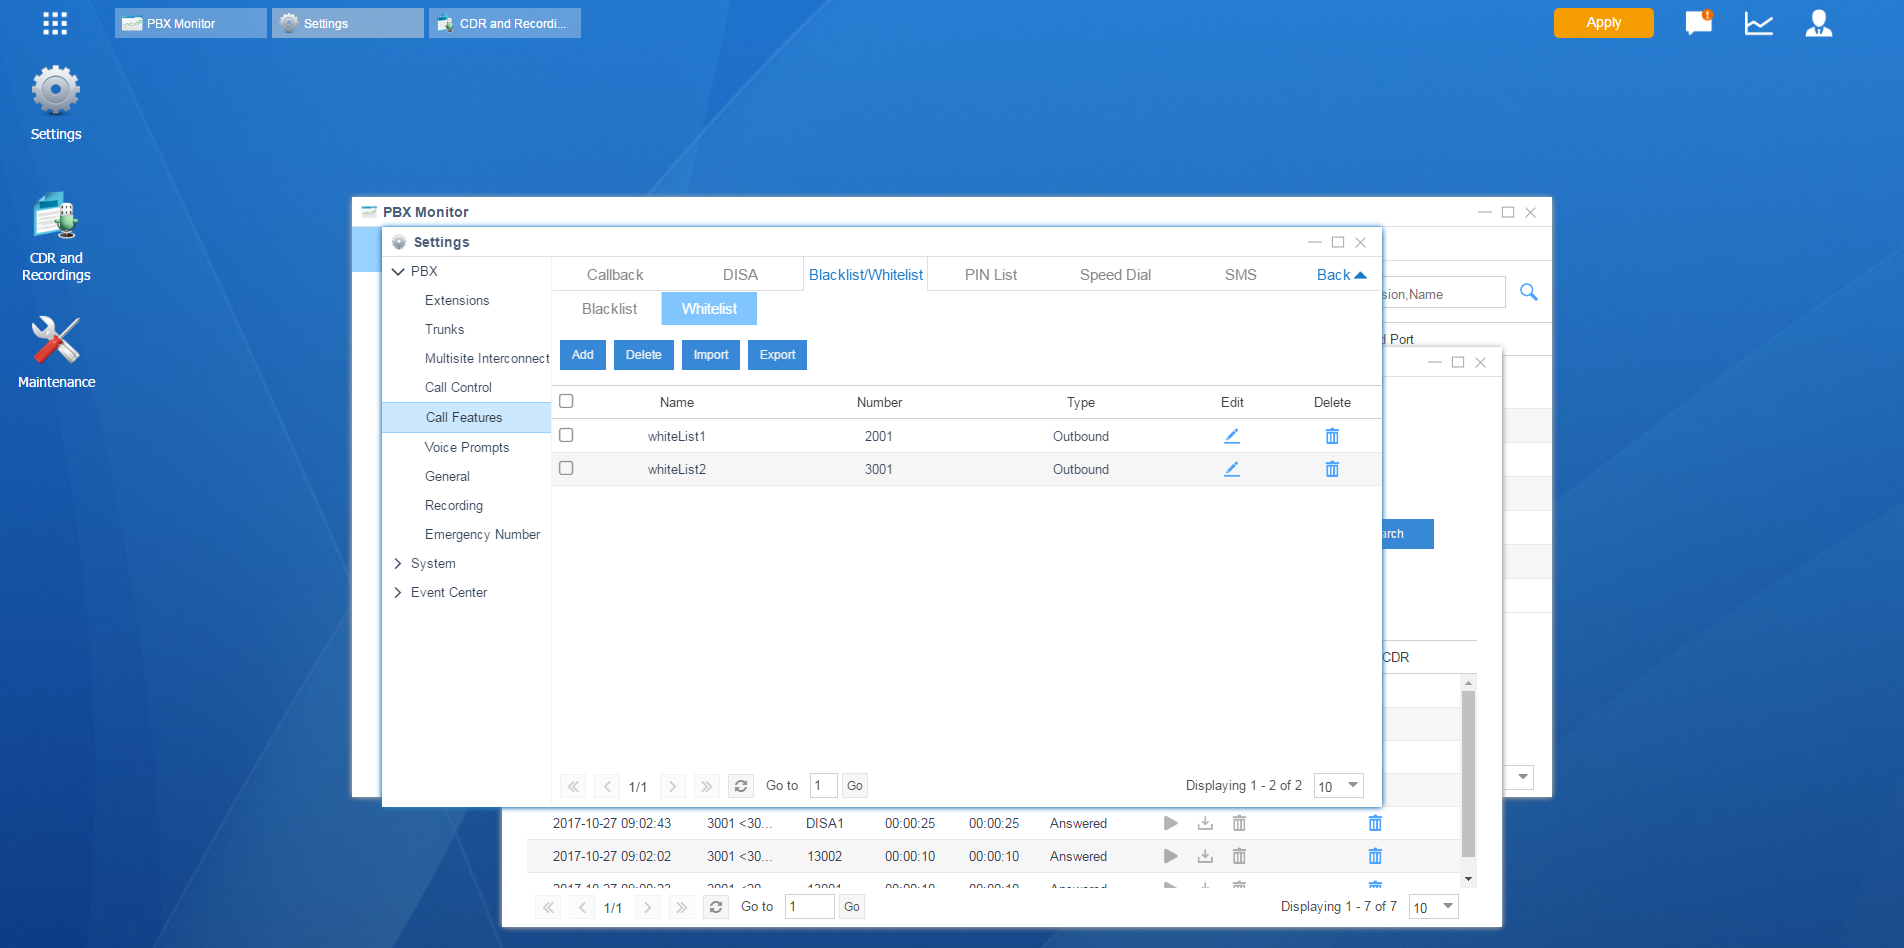 PBX Monitor
Settings
CDR and Recordi...
Apply
Settings
CDR and
Recordings
Maintenance
PBX Monitor
sion,Name
d Port
Settings
PBX
Extensions
Trunks
Multisite Interconnect
Call Control
Call Features
Voice Prompts
General
Recording
Emergency Number
System
Event Center
Callback DISA Blacklist/Whitelist PIN List Speed Dial SMS Back
Blacklist Whitelist
Add Delete Import Export
Name Number Type Edit Delete
whiteList1 2001 Outbound
whiteList2 3001 Outbound
1/1 Go to 1 Go Displaying 1 - 2 of 2 10
arch
CDR
2017-10-27 09:02:43 3001 <30... DISA1 00:00:25 00:00:25 Answered
2017-10-27 09:02:02 3001 <30... 13002 00:00:10 00:00:10 Answered
1/1 Go to 1 Go Displaying 1 - 7 of 7 10